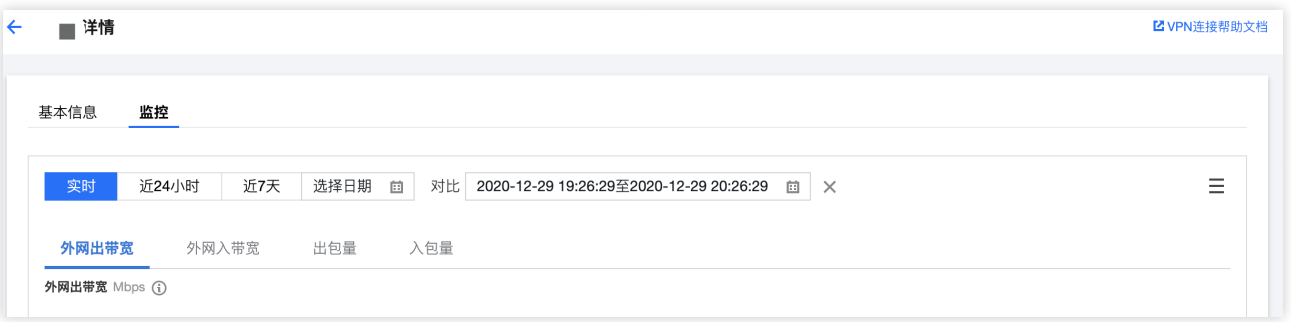 详情 VPN连接帮助文档
基本信息 监控
实时 近24小时 近7天 选择日期 对比 2020-12-29 19:26:29至2020-12-29 20:26:29
外网出带宽 外网入带宽 出包量 入包量
外网出带宽 Mbps